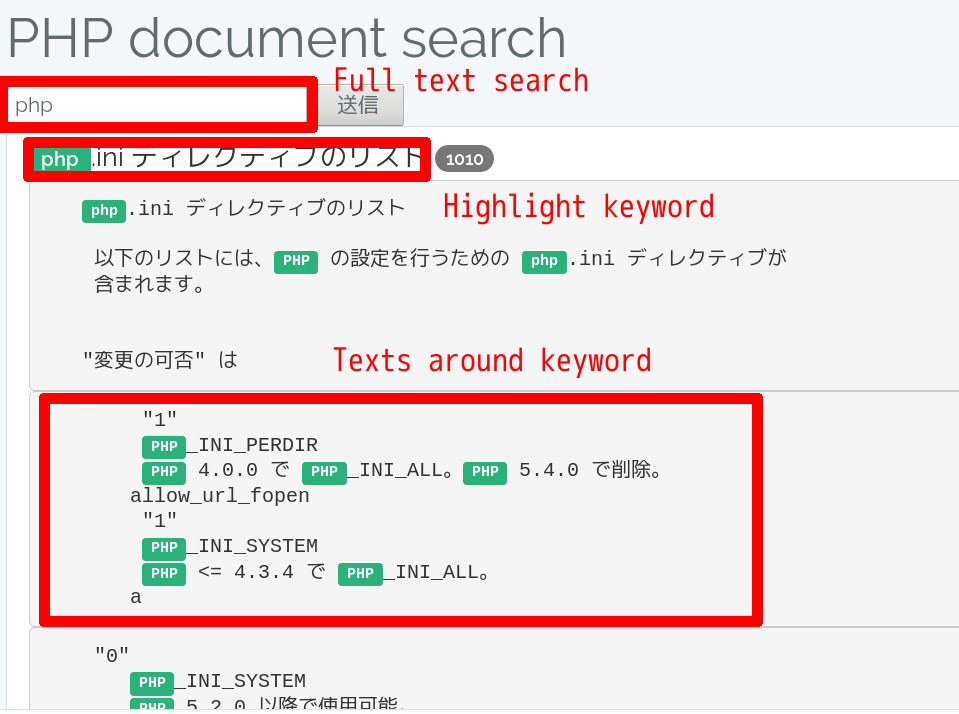 PHP document search
Full text search
php
送信
php.ini ディレクティブのリスト 1010
php.ini ディレクティブのリスト
Highlight keyword
以下のリストには、PHP の設定を行うための php.ini ディレクティブが
含まれます。
"変更の可否" は
Texts around keyword
"1"
PHP_INI_PERDIR
PHP 4.0.0 で PHP_INI_ALL。PHP 5.4.0 で削除。
allow_url_fopen
"1"
PHP_INI_SYSTEM
PHP <= 4.3.4 で PHP_INI_ALL。
a
"0"
PHP_INI_SYSTEM
PHP 5.2.0 以降で使用可能。